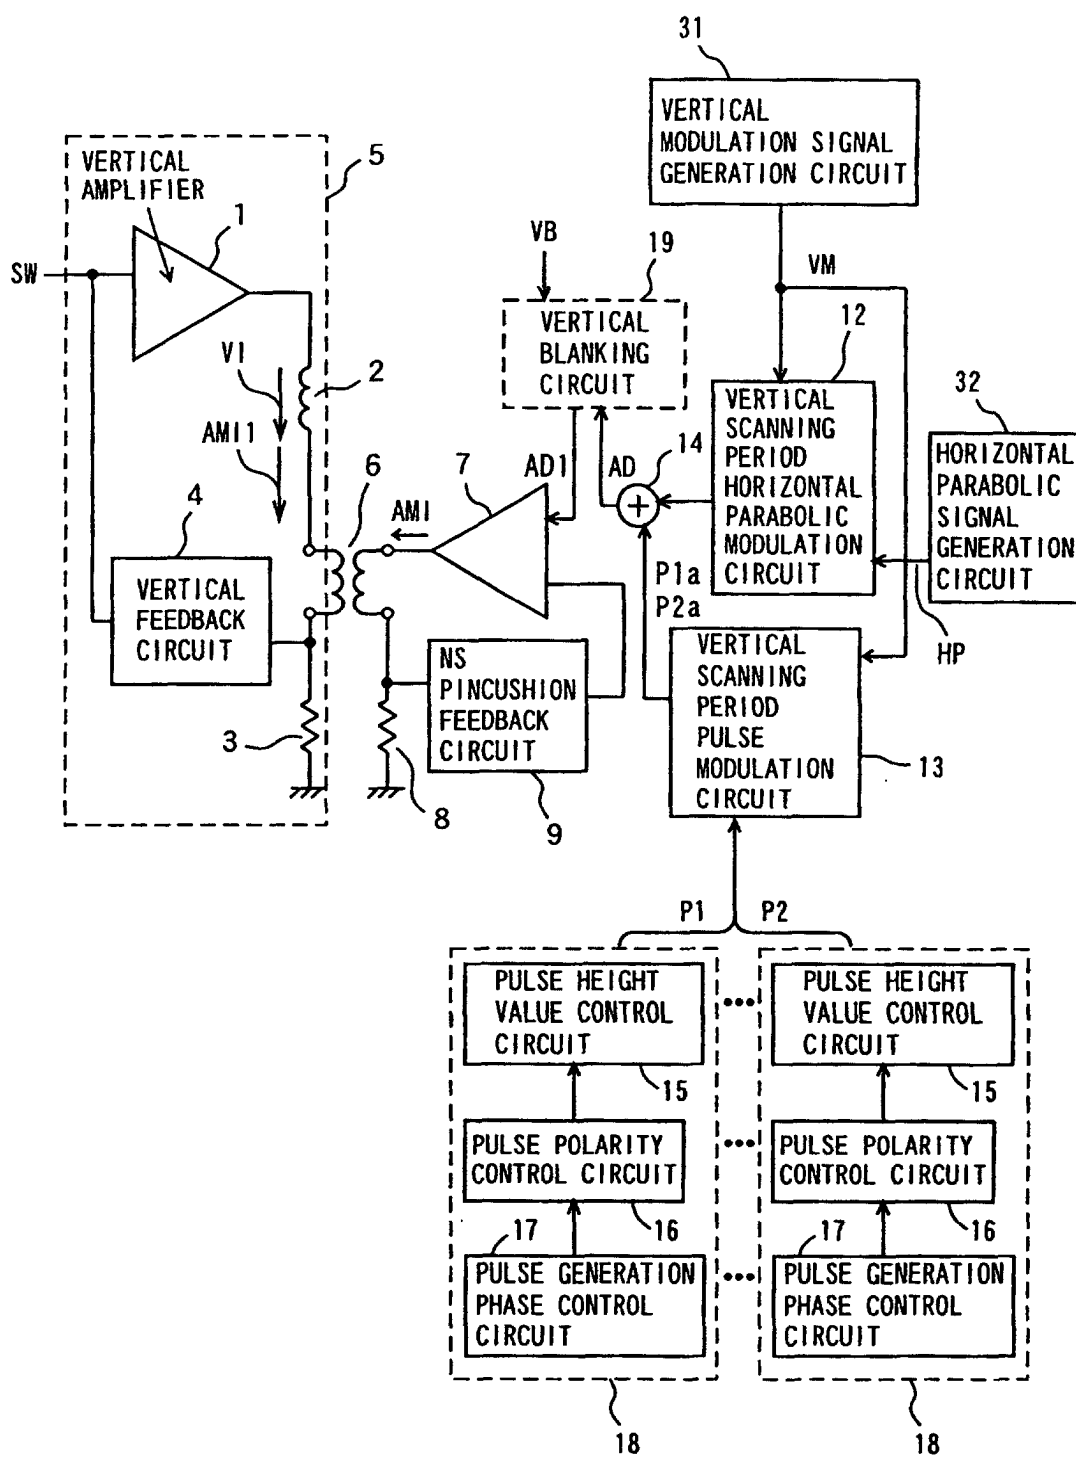 31
VERTICAL
MODULATION SIGNAL
GENERATION CIRCUIT
5
VERTICAL
AMPLIFIER
1
SW
VB
19
VM
VERTICAL
BLANKING
CIRCUIT
12
V1
2
32
VERTICAL
SCANNING
PERIOD
HORIZONTAL
PARABOLIC
MODULATION
CIRCUIT
HORIZONTAL
PARABOLIC
SIGNAL
GENERATION
CIRCUIT
AMI1
6
7
AD1
AD
14
4
AMI
VERTICAL
FEEDBACK
CIRCUIT
P1a
P2a
HP
NS
PINCUSHION
FEEDBACK
CIRCUIT
VERTICAL
SCANNING
PERIOD
PULSE
MODULATION
CIRCUIT
3
8
9
13
P1
P2
PULSE HEIGHT
VALUE CONTROL
CIRCUIT
PULSE HEIGHT
VALUE CONTROL
CIRCUIT
15
15
PULSE POLARITY
CONTROL CIRCUIT
PULSE POLARITY
CONTROL CIRCUIT
17
16
17
16
PULSE GENERATION
PHASE CONTROL
CIRCUIT
PULSE GENERATION
PHASE CONTROL
CIRCUIT
18
18